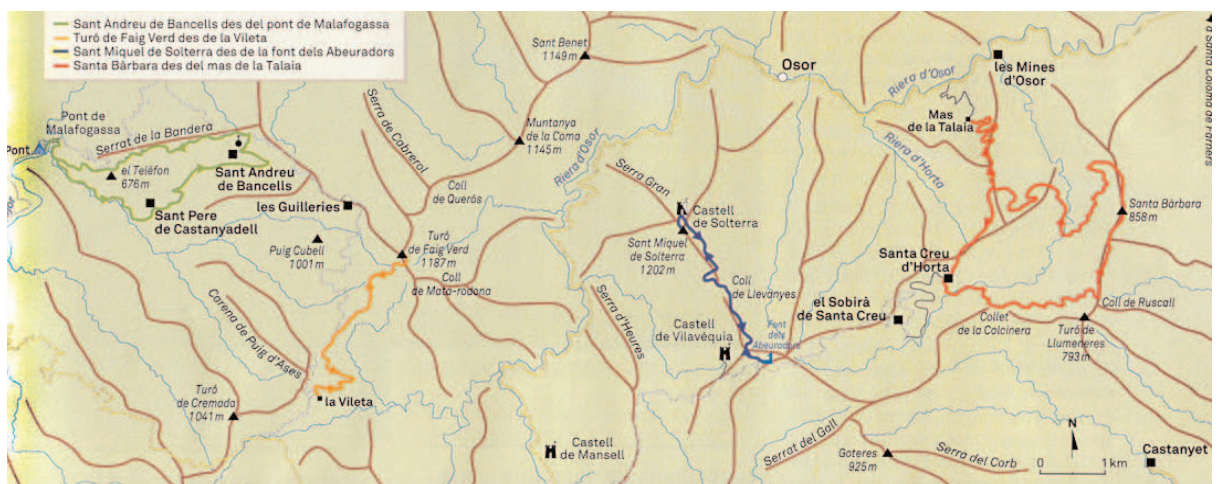 Sant Andreu de Bancells des del pont de Malafogassa
Turó de Faig Verd des de la Vileta
Sant Miquel de Solterra des de la font dels Abeuradors
Santa Bàrbara des del mas de la Talaia
Sant Benet
1149 m
Osor
les Mines
d'Osor
Riera d'Osor
a Santa Coloma de Farners
Pont de
Malafogassa
Pont
Serrat de la Bandera
Serra de Cabrerol
Muntanya
de la Coma
1145 m
Riera d'Osor
Mas
de la Talaia
Riera d'Horta
el Telèfon
676 m
Sant Andreu
de Bancells
Coll
de Querós
Serra Gran
Sant Pere
de Castanyadell
les Guilleries
Castell
de Solterra
Santa Bàrbara
858 m
Puig Cubell
1001 m
Turó
de Faig Verd
1187 m
Sant Miquel
de Solterra
1202 m
Santa Creu
d'Horta
Coll
de Mata-rodona
Coll
de Llevanyes
Carena de Puig d'Ases
Serra d'Heures
el Sobirà
de Santa Creu
Collet
de la Calcinera
Coll de Ruscall
Castell
de Vilavèquia
Font
dels
Abeuradors
Turó de
Llumeneres
793 m
Turó
de Cremada
1041 m
la Vileta
Castell
de Mansell
Serrat del Gall
Goteres
925 m
Serra del Corb
N
0 1 km
Castanyet